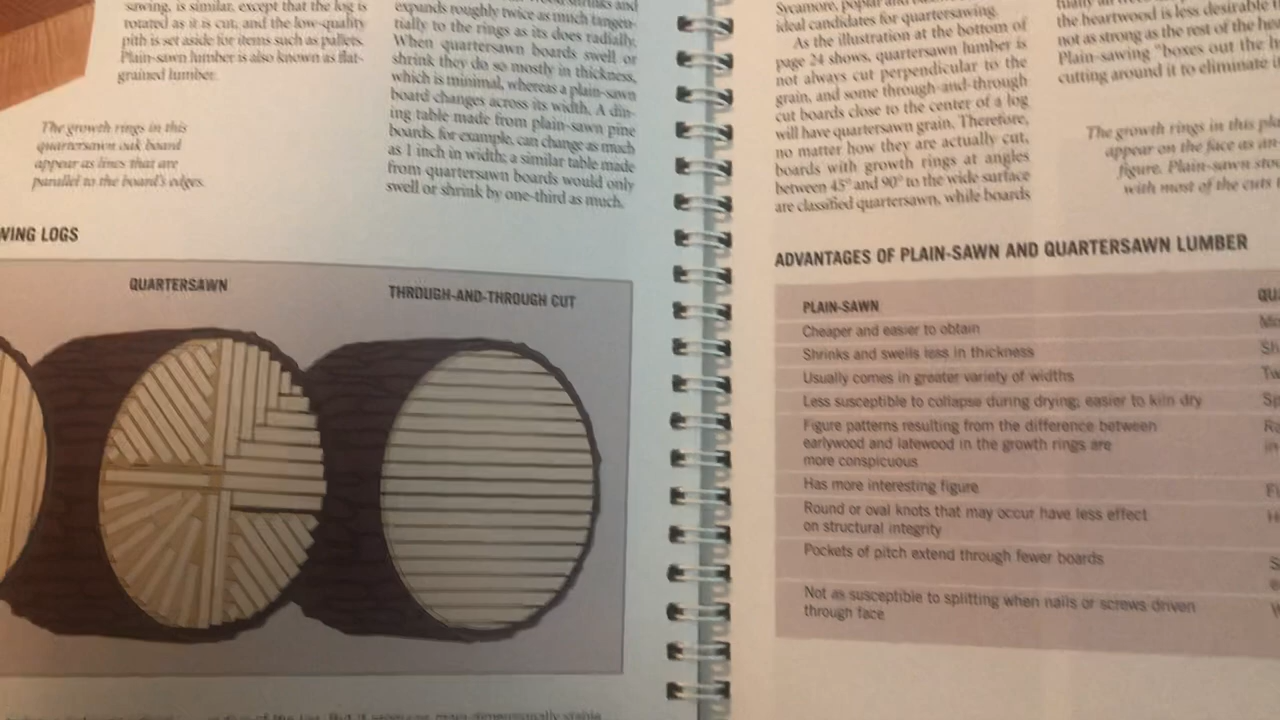 sawing, is similar, except that the log is
rotated as it is cut, and the low-quality
pith is set aside for items such as pallets.
Plain-sawn lumber is also known as flat-
grained lumber.
The growth rings in this
quartersawn oak board
appear as lines that are
parallel to the board's edges.
shrinks and
expands roughly twice as much tangen-
tially to the rings as its does radially.
When quartersawn boards swell or
shrink they do so mostly in thickness,
which is minimal, whereas a plain-sawn
board changes across its width. A din-
ing table made from plain-sawn pine
boards, for example, can change as much
as 1 inch in width; a similar table made
from quartersawn boards would only
swell or shrink by one-third as much.
WING LOGS
QUARTERSAWN
THROUGH-AND-THROUGH CUT
Sycamore, poplar and
ideal candidates for quartersawing.
As the illustration at the bottom of
page 24 shows, quartersawn lumber is
not always cut perpendicular to the
grain, and some through-and-through
cut boards close to the center of a log
will have quartersawn grain. Therefore,
no matter how they are actually cut,
boards with growth rings at angles
between 45° and 90° to the wide surface
are classified quartersawn, while boards
the heartwood is less desirable
not as strong as the rest of the
Plain-sawing "boxes out the
cutting around it to eliminate
The growth rings in this
appear on the face as
figure. Plain-sawn
with most of the cuts
ADVANTAGES OF PLAIN-SAWN AND QUARTERSAWN LUMBER
PLAIN-SAWN
Cheaper and easier to obtain
Shrinks and swells less in thickness
Usually comes in greater variety of widths
Less susceptible to collapse during drying; easier to kiln dry
Figure patterns resulting from the difference between
earlywood and latewood in the growth rings are
more conspicuous
Has more interesting figure
Round or oval knots that may occur have less effect
on structural integrity
Pockets of pitch extend through fewer boards
Not as susceptible to splitting when nails or screws driven
through face
QU